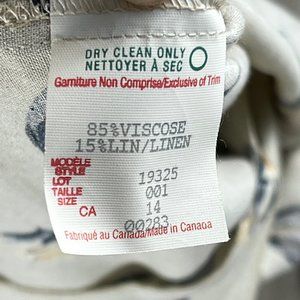 DRY CLEAN ONLY
NETTOYER À SEC
Garniture Non Comprise/Exclusive of Trim
85%VISCOSE
15%LIN/LINEN
MODÈLE
STYLE 19325
LOT 001
TAILLE
SIZE 14
CA 00283
Fabriqué au Canada/Made in Canada